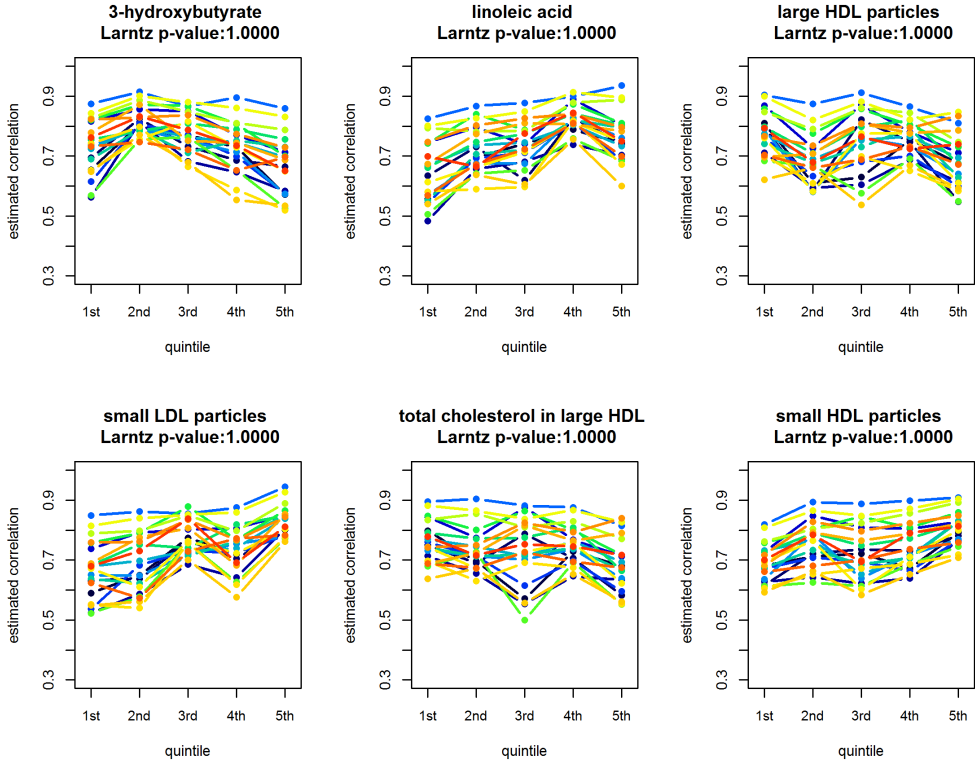 3-hydroxybutyrate
Larntz p-value:1.0000
estimated correlation
0.9
0.7
0.5
0.3
1st 2nd 3rd 4th 5th
quintile
linoleic acid
Larntz p-value:1.0000
estimated correlation
0.9
0.7
0.5
0.3
1st 2nd 3rd 4th 5th
quintile
large HDL particles
Larntz p-value:1.0000
estimated correlation
0.9
0.7
0.5
0.3
1st 2nd 3rd 4th 5th
quintile
small LDL particles
Larntz p-value:1.0000
estimated correlation
0.9
0.7
0.5
0.3
1st 2nd 3rd 4th 5th
quintile
total cholesterol in large HDL
Larntz p-value:1.0000
estimated correlation
0.9
0.7
0.5
0.3
1st 2nd 3rd 4th 5th
quintile
small HDL particles
Larntz p-value:1.0000
estimated correlation
0.9
0.7
0.5
0.3
1st 2nd 3rd 4th 5th
quintile